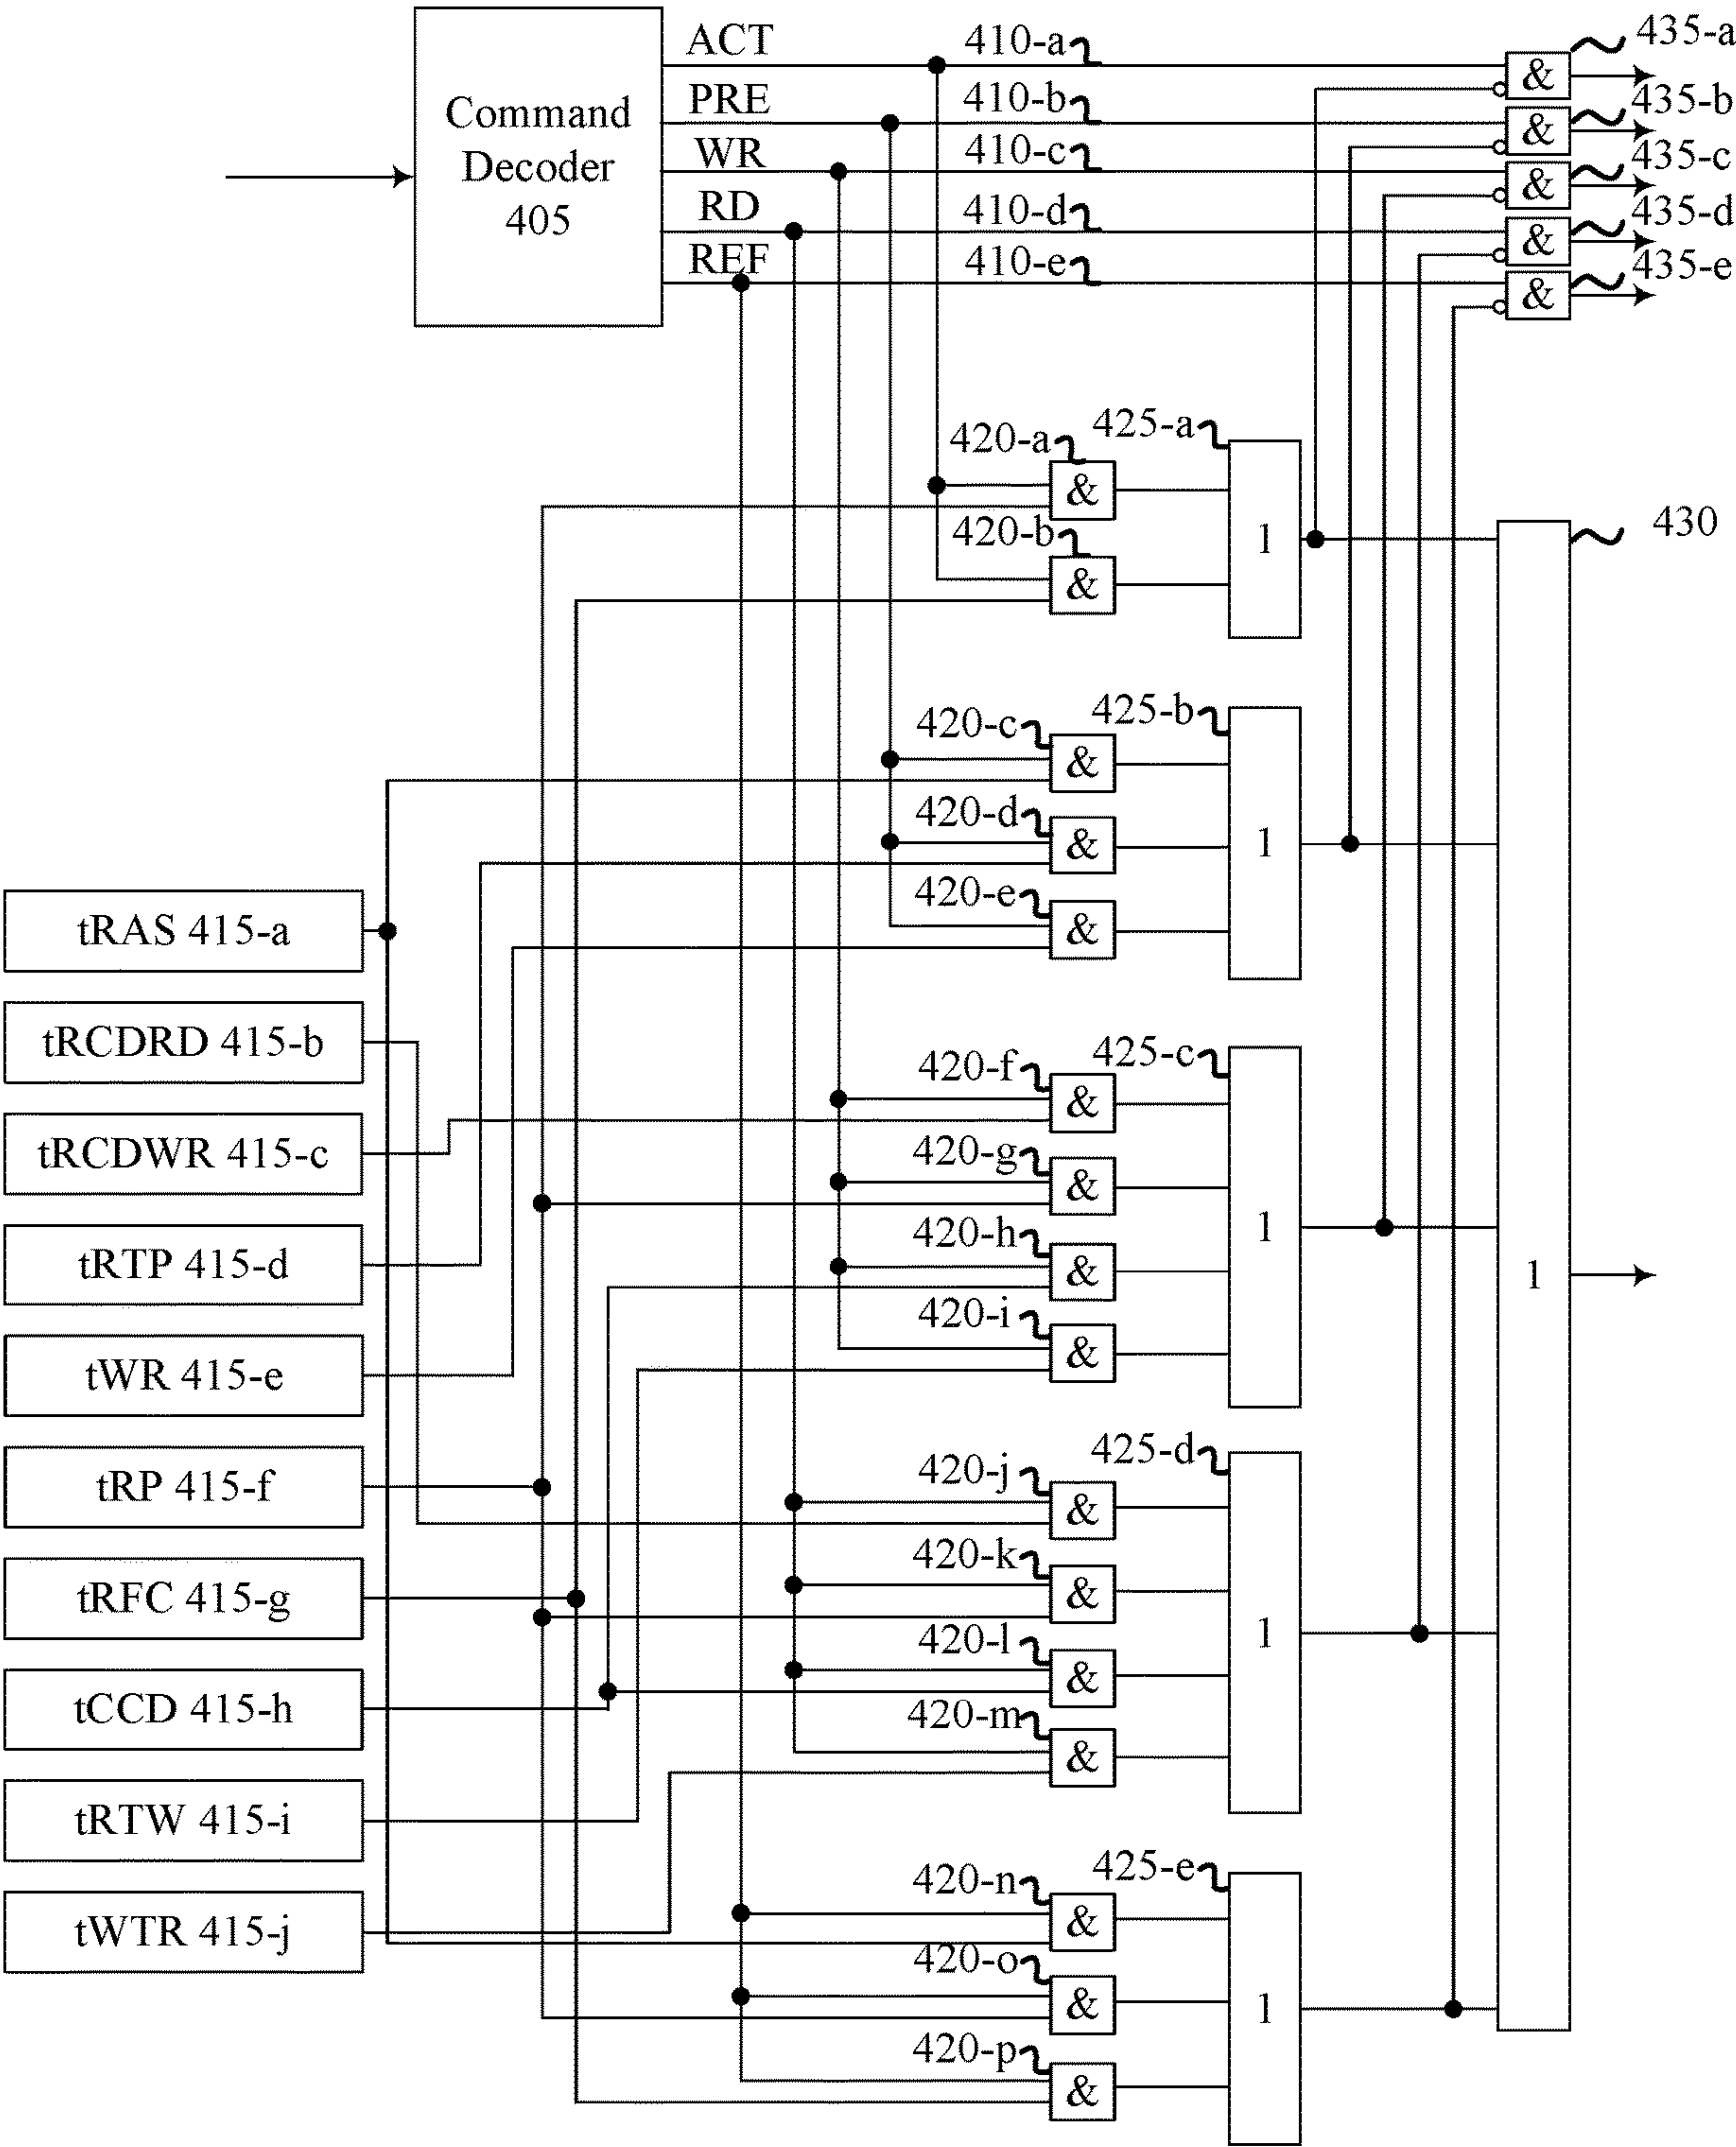 ACT 410-a 435-a
&
PRE 410-b 435-b
Command
&
WR 410-c 435-c
Decoder
&
RD 410-d 435-d
405
&
REF 410-e 435-e
&
420-a 425-a
&
430
420-b
1
&
420-c 425-b
&
420-d
1
&
420-e
tRAS 415-a
&
tRCDRD 415-b
420-f 425-c
&
tRCDWR 415-c
420-g
&
1
420-h
tRTP 415-d
&
1
420-i
&
tWR 415-e
420-j 425-d
tRP 415-f
&
420-k
tRFC 415-g
&
1
420-l
&
tCCD 415-h
420-m
&
tRTW 415-i
420-n 425-e
&
tWTR 415-j
420-o
&
1
420-p
&